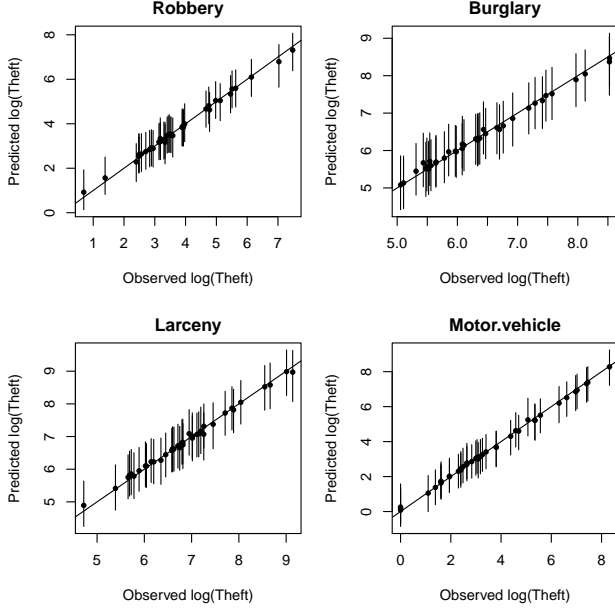 Robbery
Predicted log(Theft)
8
6
4
2
0
1 2 3 4 5 6 7
Observed log(Theft)
Burglary
Predicted log(Theft)
9
8
7
6
5
5.0 6.0 7.0 8.0
Observed log(Theft)
Larceny
Predicted log(Theft)
9
8
7
6
5
5 6 7 8 9
Observed log(Theft)
Motor.vehicle
Predicted log(Theft)
8
6
4
2
0
0 2 4 6 8
Observed log(Theft)